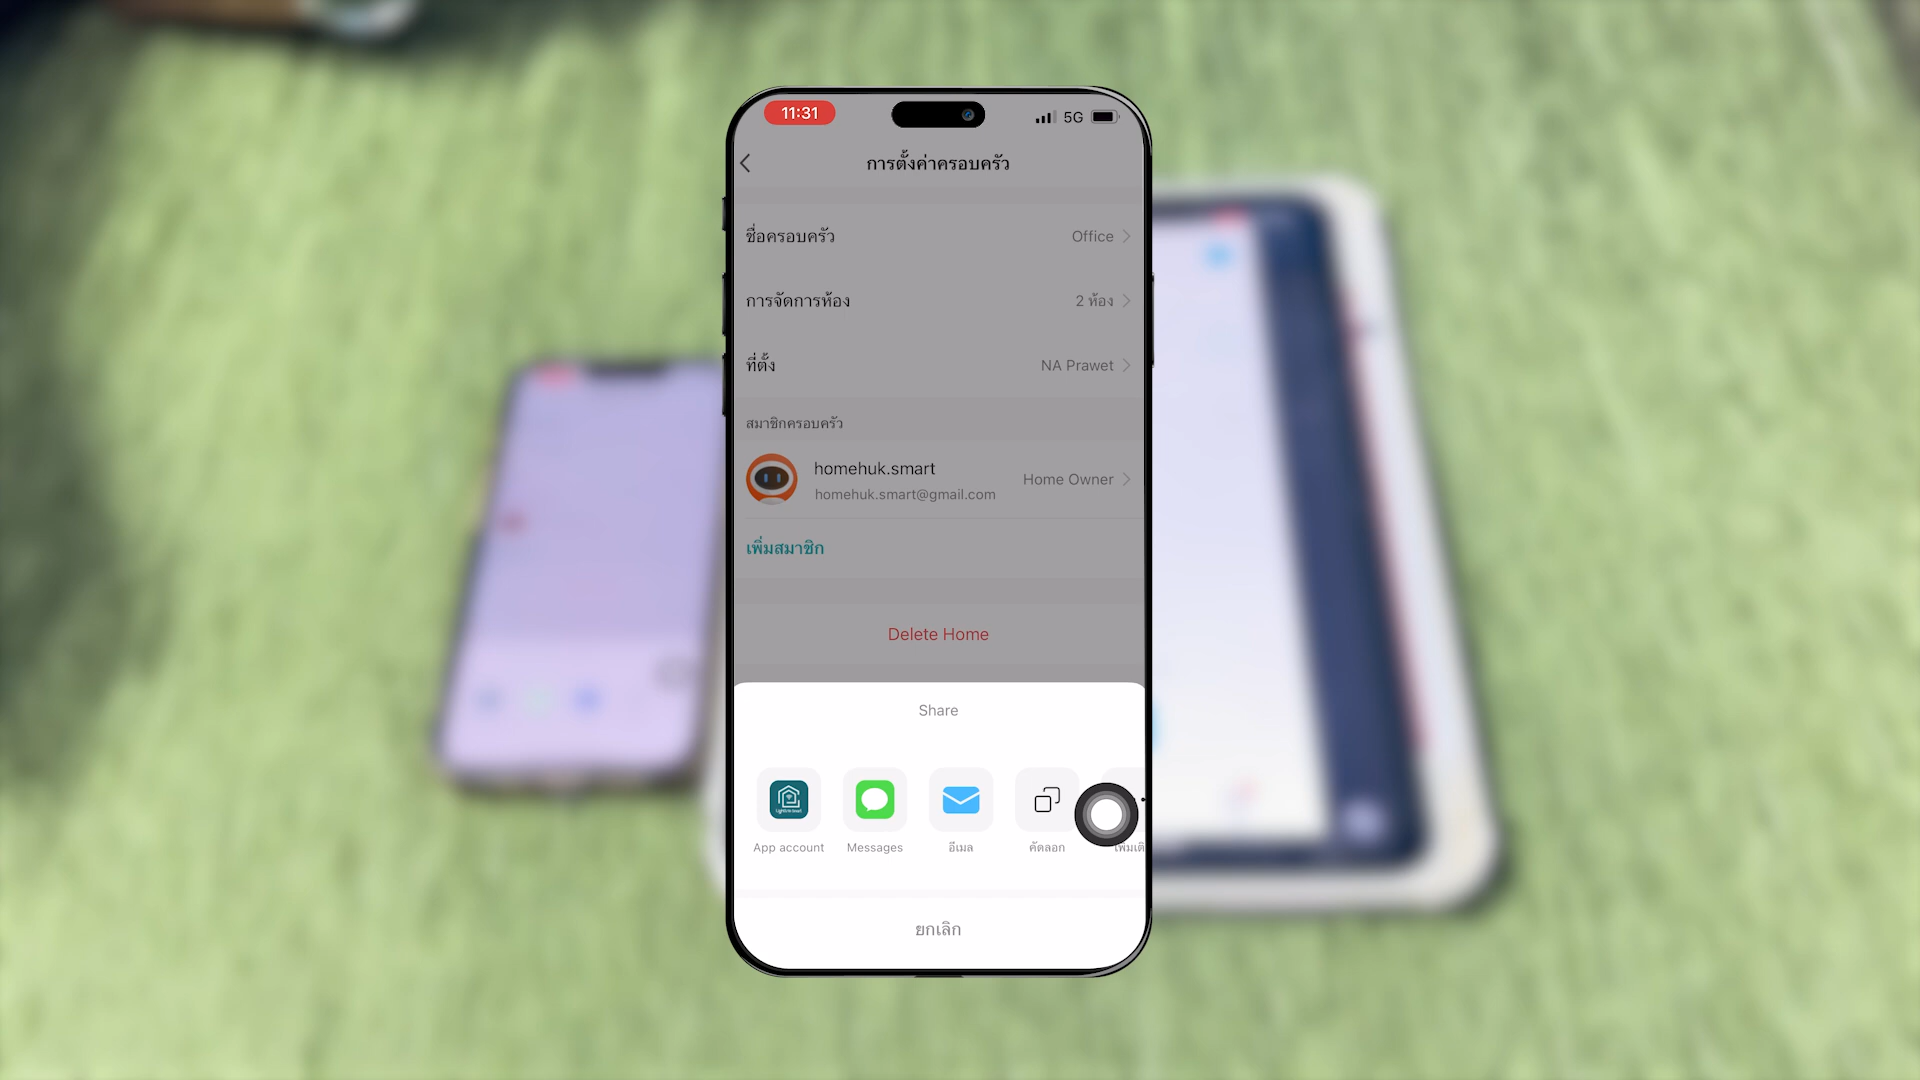 11:31
5G
การตั้งค่าครอบครัว
ชื่อครอบครัว
Office
การจัดการห้อง
2 ห้อง
ที่ตั้ง
NA Prawet
สมาชิกครอบครัว
homehuk.smart
homehuk.smart@gmail.com
Home Owner
เพิ่มสมาชิก
Delete Home
Share
App account
Messages
อีเมล
คัดลอก
ยกเลิก